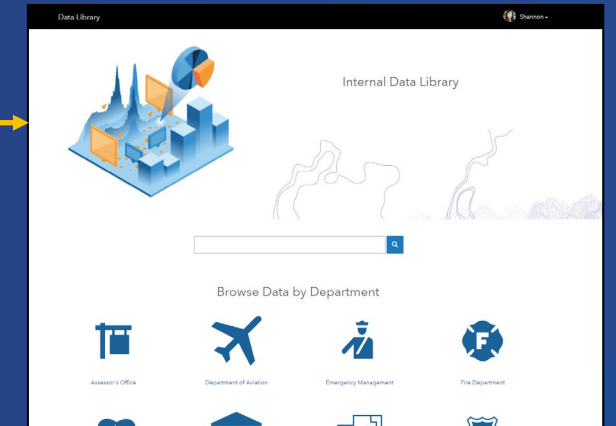 Data Library
Shannon
Internal Data Library
Browse Data by Department
Assessor's Office
Department of Aviation
Emergency Management
Fire Department
F